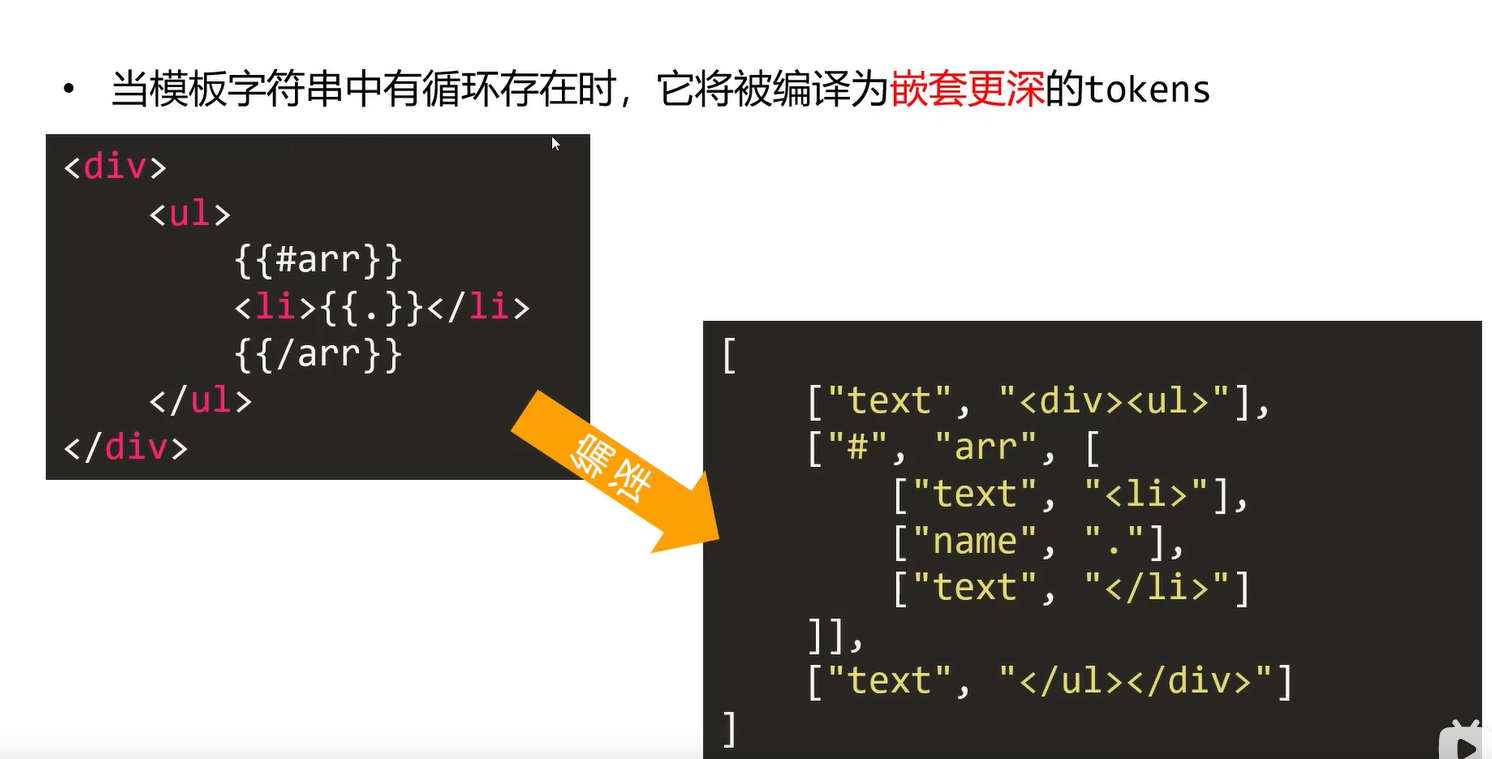 • 当模板字符串中有循环存在时，它将被编译为嵌套更深的tokens
<div>
    <ul>
        {{#arr}}
        <li>{{.}}</li>
        {{/arr}}
    </ul>
</div>
编译
[
    ["text", "<div><ul>"],
    ["#", "arr", [
        ["text", "<li>"],
        ["name", "."],
        ["text", "</li>"]
    ]],
    ["text", "</ul></div>"]
]